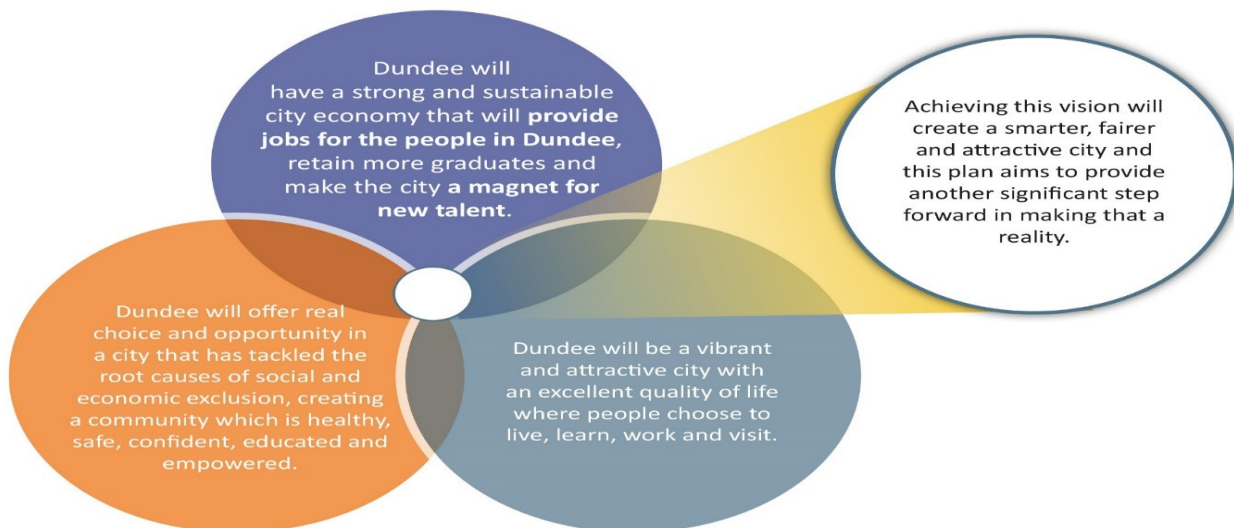 Dundee will
have a strong and sustainable
city economy that will provide
jobs for the people in Dundee,
retain more graduates and
make the city a magnet for
new talent.
Achieving this vision will
create a smarter, fairer
and attractive city and
this plan aims to provide
another significant step
forward in making that a
reality.
Dundee will offer real
choice and opportunity in
a city that has tackled the
root causes of social and
economic exclusion, creating
a community which is healthy,
safe, confident, educated and
empowered.
Dundee will be a vibrant
and attractive city with
an excellent quality of life
where people choose to
live, learn, work and visit.